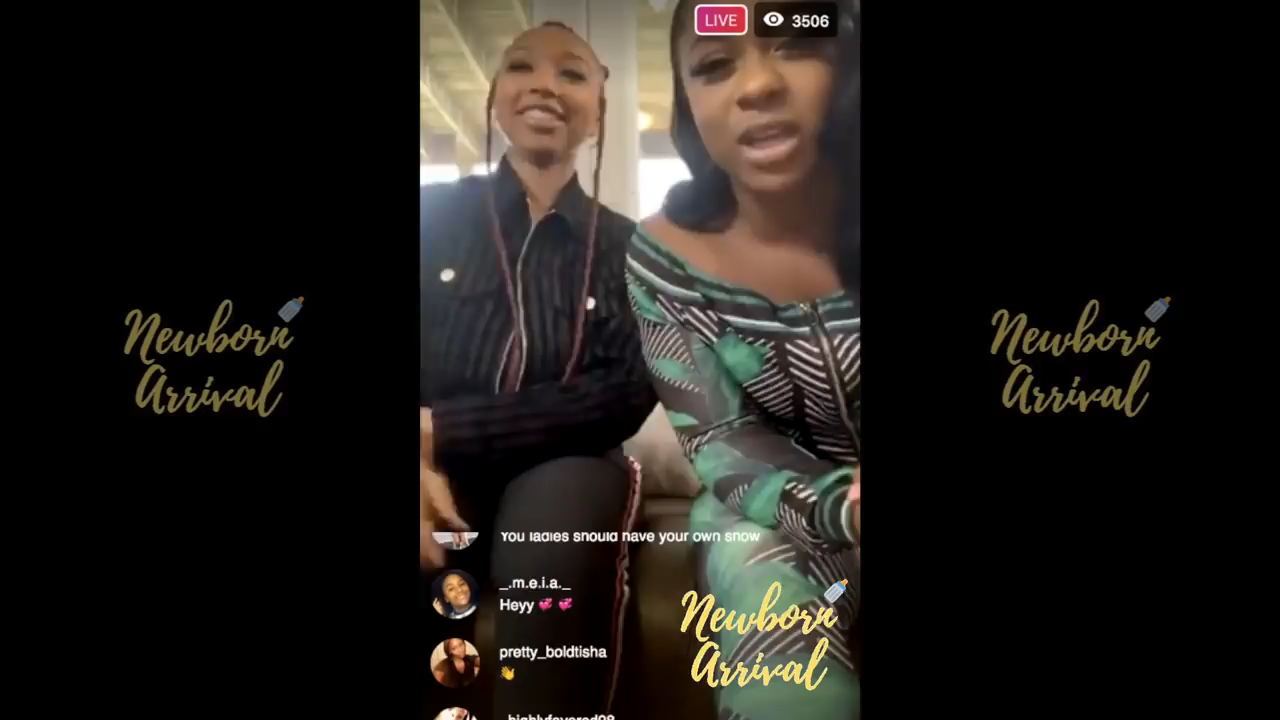 LIVE
3506
Newborn
Arrival
Newborn
Arrival
You ladies should have your own show
_.m.e.i.a._
Heyy 💞 💞
pretty_boldtisha
👋
Newborn
Arrival